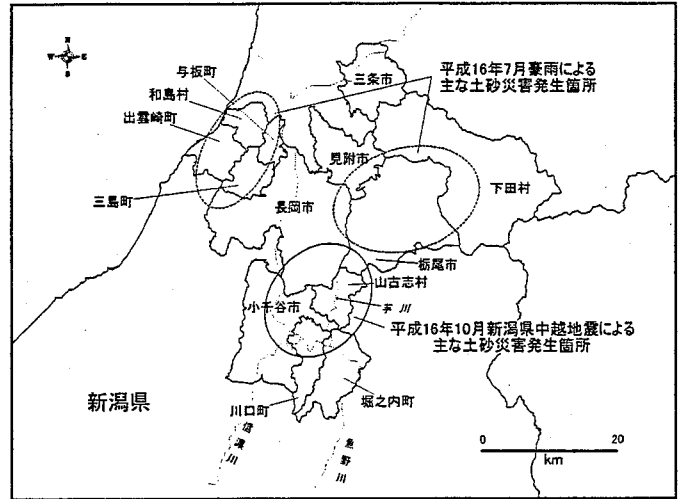 N
W E
S
与板町
和島村
出雲崎町
三島町
三条市
見附市
長岡市
平成16年7月豪雨による
主な土砂災害発生箇所
下田村
栃尾市
山古志村
小千谷市
芋川
平成16年10月新潟県中越地震による
主な土砂災害発生箇所
新潟県
川口町
堀之内町
信濃川
魚野川
0 20
km